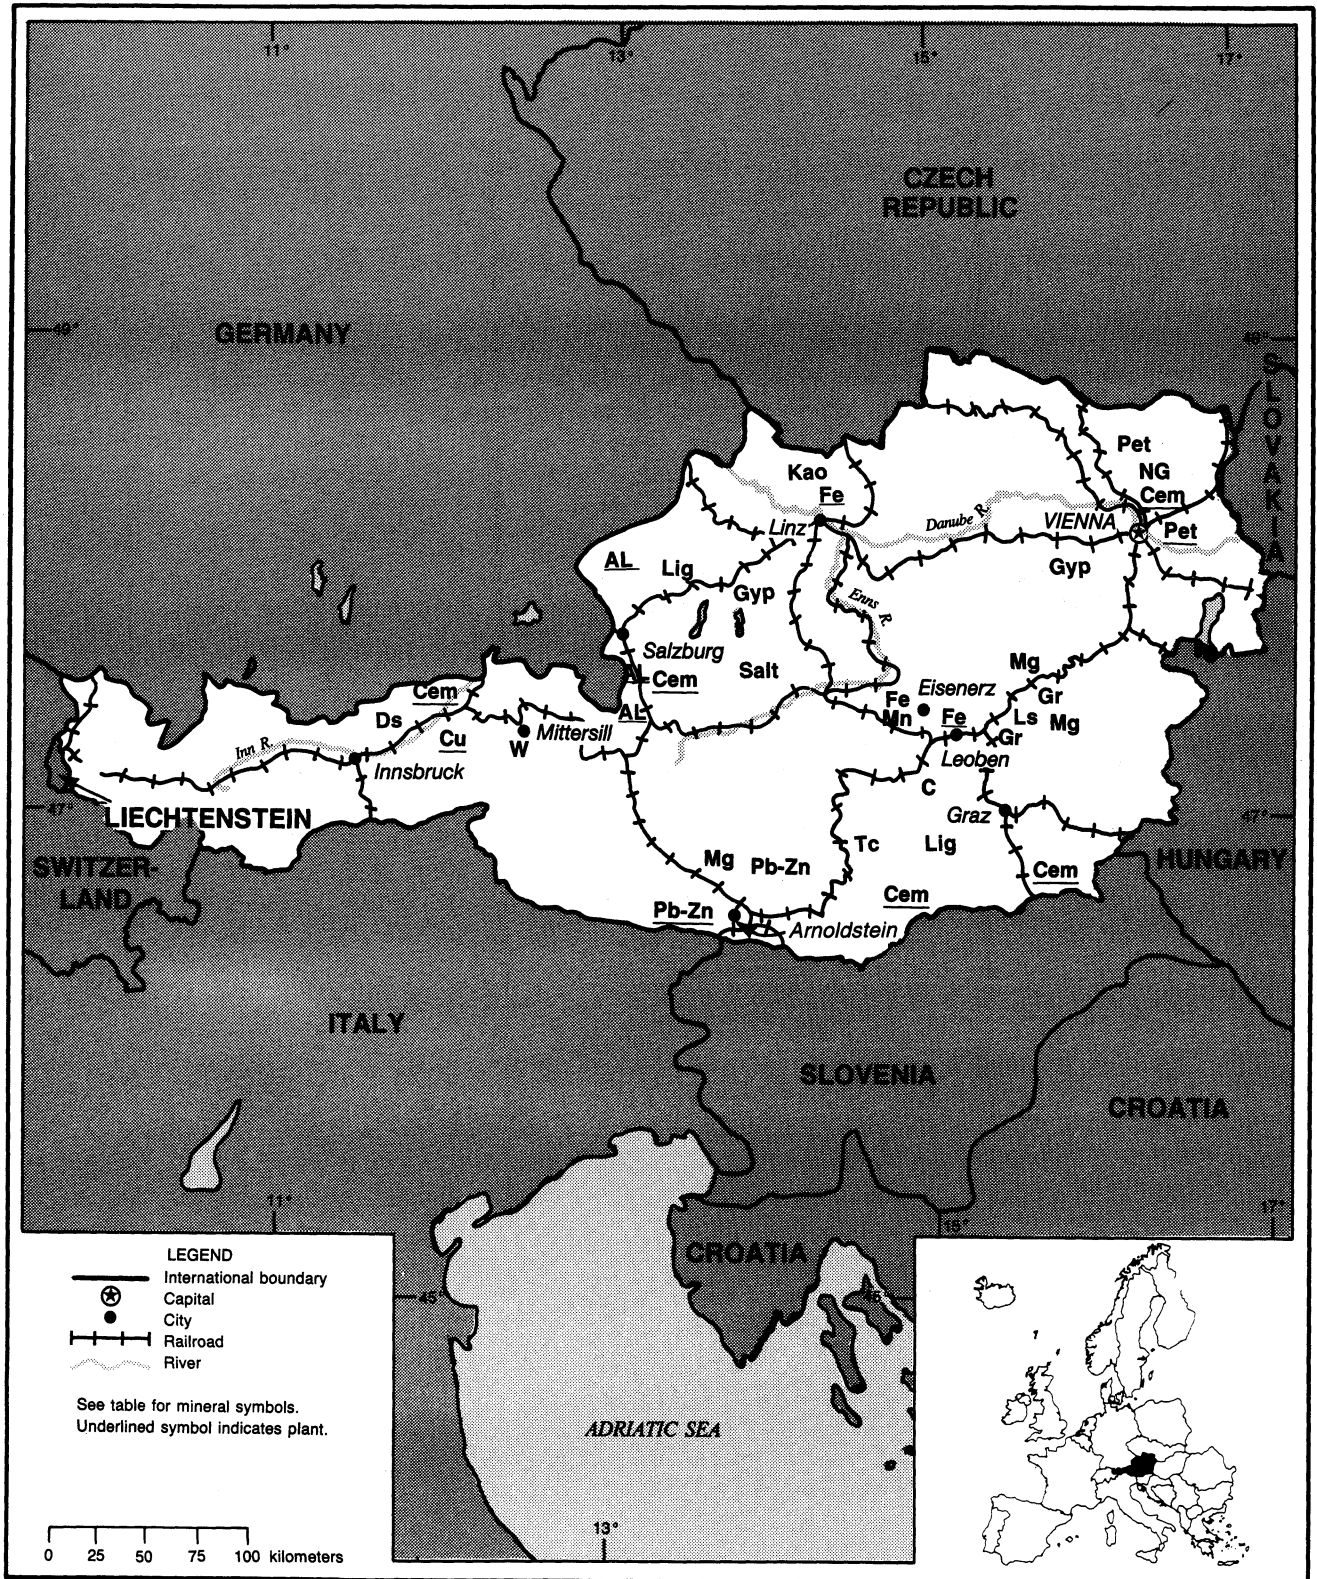 11°
13°
15°
17°
CZECH
REPUBLIC
49°
GERMANY
49°
SLOVAKIA
Pet
Kao
NG
Fe
Cem
Linz
Danube R.
VIENNA
Pet
AL
Lig
Gyp
Gyp
Enns R.
Salzburg
Salt
Mg
Cem
Cem
Eisenerz
Gr
Fe
Ds
AL
Mn
Fe
Ls
Mg
Cu
W
Mittersill
Gr
Inn R.
Innsbruck
Leoben
C
47°
LIECHTENSTEIN
Graz
47°
Tc
Lig
SWITZER-
LAND
Mg
Pb-Zn
HUNGARY
Cem
Cem
Pb-Zn
Arnoldstein
ITALY
SLOVENIA
CROATIA
11°
15°
17°
CROATIA
45°
45°
ADRIATIC SEA
13°
LEGEND
International boundary
Capital
City
Railroad
River
See table for mineral symbols.
Underlined symbol indicates plant.
0 25 50 75 100 kilometers